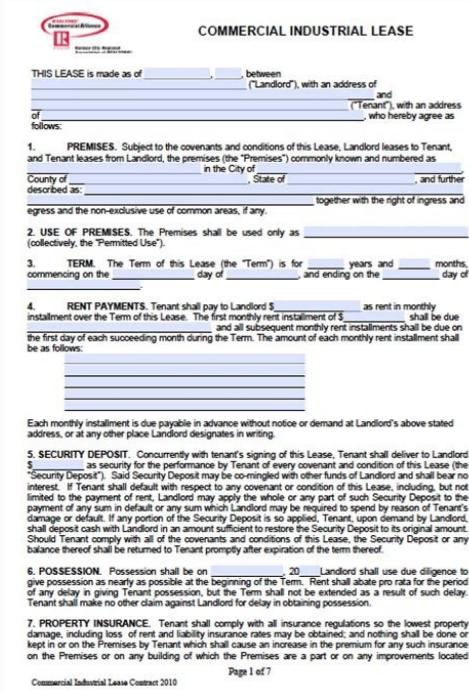 REALTORS
Commercial Alliance
Kansas City Regional
COMMERCIAL INDUSTRIAL LEASE
THIS LEASE is made as of , , between
("Landlord"), with an address of
and
("Tenant"), with an address
of , who hereby agree as
follows:
1. PREMISES. Subject to the covenants and conditions of this Lease, Landlord leases to Tenant,
and Tenant leases from Landlord, the premises (the "Premises") commonly known and numbered as
in the City of ,
County of , State of , and further
described as:
together with the right of ingress and
egress and the non-exclusive use of common areas, if any.
2. USE OF PREMISES. The Premises shall be used only as
(collectively, the "Permitted Use").
3. TERM. The Term of this Lease (the "Term") is for years and months,
commencing on the day of , and ending on the day of
.
4. RENT PAYMENTS. Tenant shall pay to Landlord $ as rent in monthly
installment over the Term of this Lease. The first monthly rent installment of $ shall be due
and all subsequent monthly rent installments shall be due on
the first day of each succeeding month during the Term. The amount of each monthly rent installment shall
be as follows:
Each monthly installment is due payable in advance without notice or demand at Landlord's above stated
address, or at any other place Landlord designates in writing.
5. SECURITY DEPOSIT. Concurrently with tenant's signing of this Lease, Tenant shall deliver to Landlord
$ as security for the performance by Tenant of every covenant and condition of this Lease (the
"Security Deposit"). Said Security Deposit may be co-mingled with other funds of Landlord and shall bear no
interest. If Tenant shall default with respect to any covenant or condition of this Lease, including, but not
limited to the payment of rent, Landlord may apply the whole or any part of such Security Deposit to the
payment of any sum in default or any sum which Landlord may be required to spend by reason of Tenant's
damage or default. If any portion of the Security Deposit is so applied, Tenant, upon demand by Landlord,
shall deposit cash with Landlord in an amount sufficient to restore the Security Deposit to its original amount.
Should Tenant comply with all of the covenants and conditions of this Lease, the Security Deposit or any
balance thereof shall be returned to Tenant promptly after expiration of the term thereof.
6. POSSESSION. Possession shall be on , 20 Landlord shall use due diligence to
give possession as nearly as possible at the beginning of the Term. Rent shall abate pro rata for the period
of any delay in giving Tenant possession, but the Term shall not be extended as a result of such delay.
Tenant shall make no other claim against Landlord for delay in obtaining possession.
7. PROPERTY INSURANCE. Tenant shall comply with all insurance regulations so the lowest property
damage, including loss of rent and liability insurance rates may be obtained; and nothing shall be done or
kept in or on the Premises by Tenant which shall cause an increase in the premium for any such insurance
on the Premises or on any building of which the Premises are a part or on any improvements located
Page 1 of 7
Commercial Industrial Lease Contract 2010